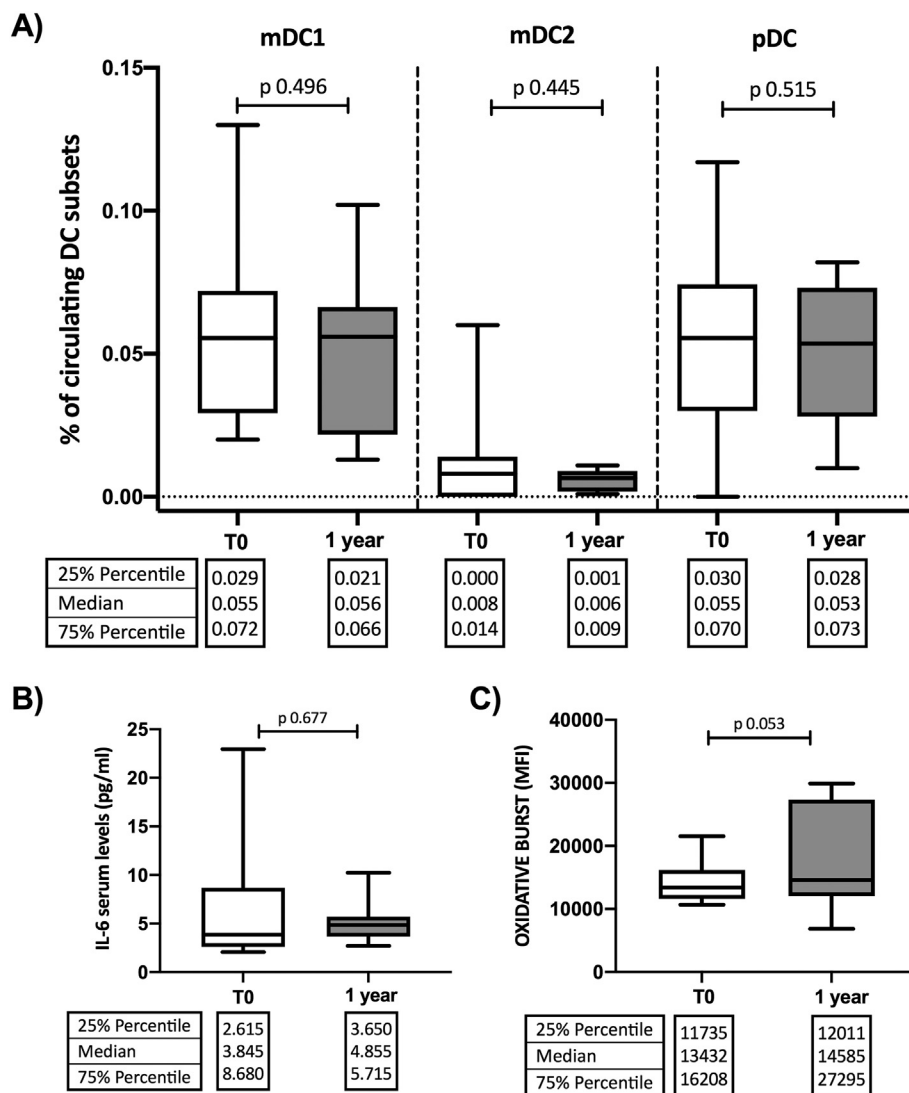 A)
mDC1 mDC2 pDC
p 0.496 p 0.445 p 0.515
% of circulating DC subsets
0.15
0.10
0.05
0.00
T0 1 year T0 1 year T0 1 year
25% Percentile 0.029 0.021 0.000 0.001 0.030 0.028
Median 0.055 0.056 0.008 0.006 0.055 0.053
75% Percentile 0.072 0.066 0.014 0.009 0.070 0.073
B)
p 0.677
IL-6 serum levels (pg/ml)
25
20
15
10
5
0
T0 1 year
25% Percentile 2.615 3.650
Median 3.845 4.855
75% Percentile 8.680 5.715
C)
p 0.053
OXIDATIVE BURST (MFI)
40000
30000
20000
10000
0
T0 1 year
25% Percentile 11735 12011
Median 13432 14585
75% Percentile 16208 27295